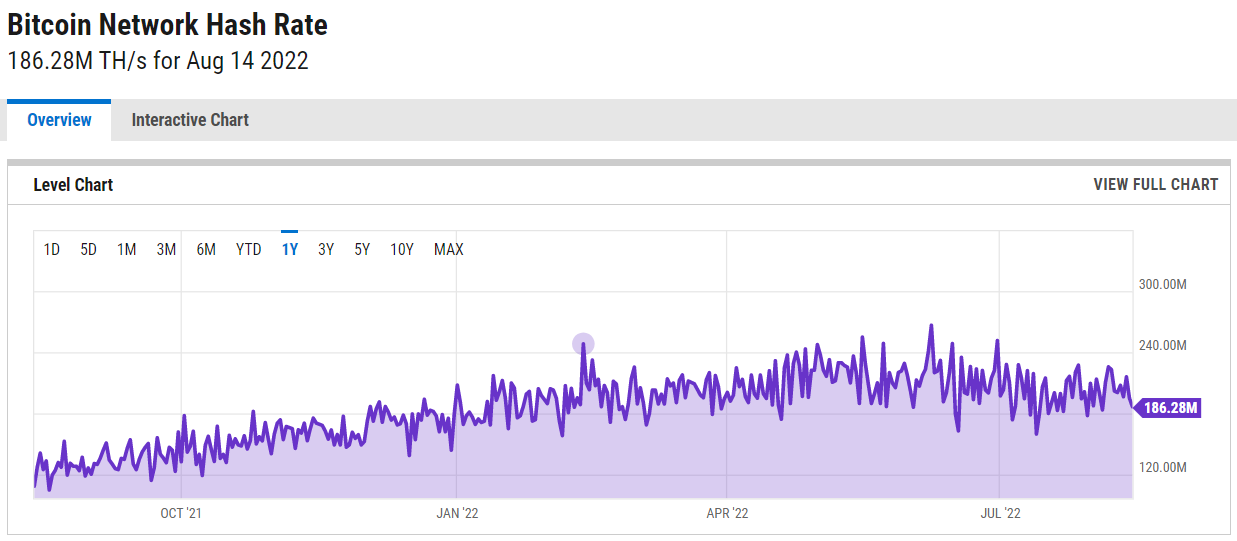 Bitcoin Network Hash Rate
186.28M TH/s for Aug 14 2022
Overview Interactive Chart
Level Chart VIEW FULL CHART
1D 5D 1M 3M 6M YTD 1Y 3Y 5Y 10Y MAX
300.00M
240.00M
186.28M
120.00M
OCT '21 JAN '22 APR '22 JUL '22